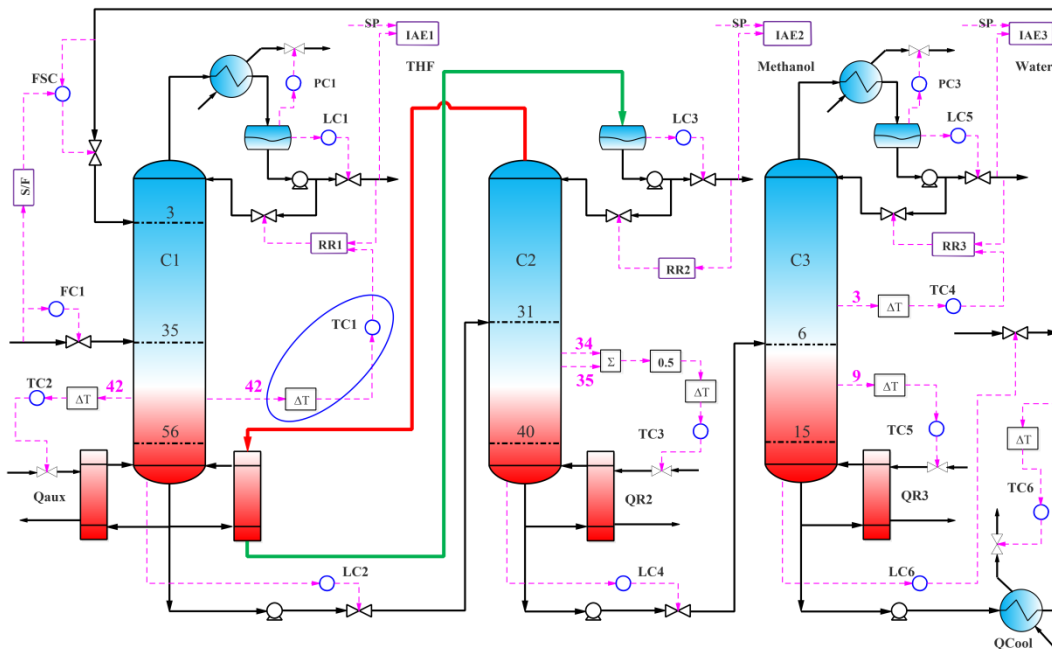 SP
IAE1
THF
SP
IAE2
Methanol
SP
IAE3
Water
FSC
PC1
LC1
LC3
PC3
LC5
S/F
3
C1
RR1
C2
RR2
C3
RR3
FC1
TC1
TC4
3
ΔT
35
31
34
35
Σ
0.5
ΔT
6
9
ΔT
TC2
ΔT
42
42
ΔT
56
40
TC3
15
TC5
ΔT
TC6
Qaux
QR2
QR3
LC2
LC4
LC6
QCool